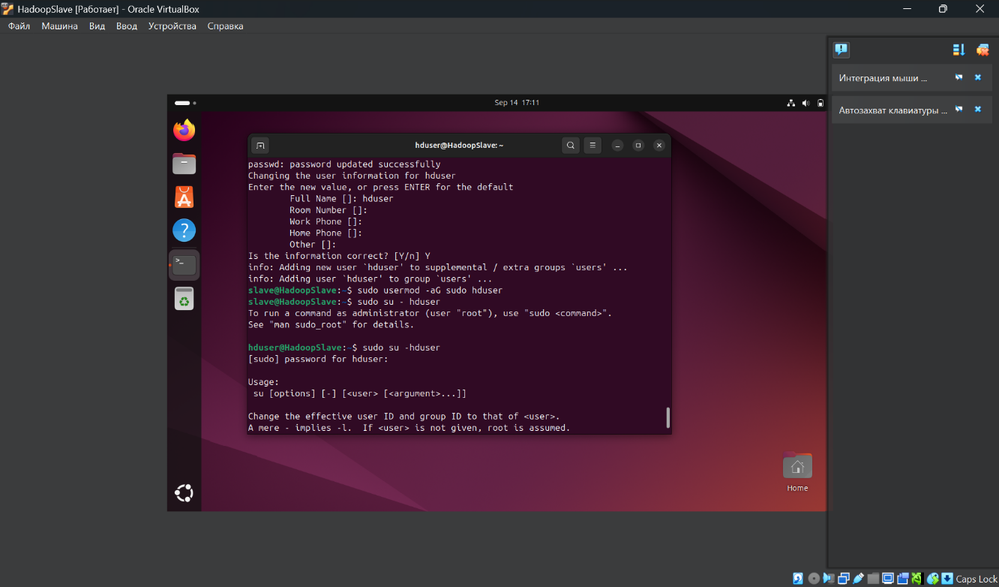 HadoopSlave [Работает] - Oracle VirtualBox
Файл Машина Вид Ввод Устройства Справка
Интеграция мыши ...
Автозахват клавиатуры ...
Sep 14 17:11
hduser@HadoopSlave: ~
passwd: password updated successfully
Changing the user information for hduser
Enter the new value, or press ENTER for the default
Full Name []: hduser
Room Number []:
Work Phone []:
Home Phone []:
Other []:
Is the information correct? [Y/n] Y
info: Adding new user `hduser' to supplemental / extra groups `users' ...
info: Adding user `hduser' to group `users' ...
slave@HadoopSlave:~$ sudo usermod -aG sudo hduser
slave@HadoopSlave:~$ sudo su - hduser
To run a command as administrator (user "root"), use "sudo <command>".
See "man sudo_root" for details.
hduser@HadoopSlave:~$ sudo su -hduser
[sudo] password for hduser:
Usage:
su [options] [-] [<user> [<argument>...]]
Change the effective user ID and group ID to that of <user>.
A mere - implies -l.  If <user> is not given, root is assumed.
Home
Caps Lock